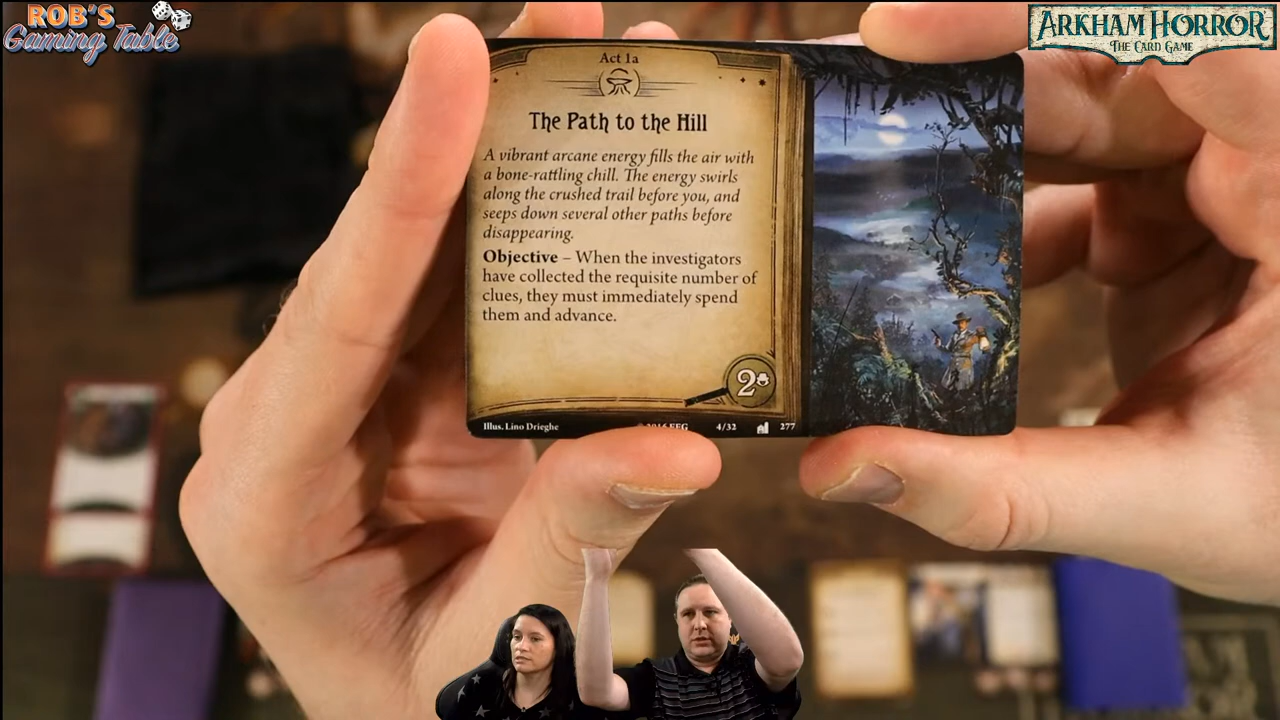 ROB'S
Gaming Table
ARKHAM HORROR
THE CARD GAME
Act 1a
The Path to the Hill
A vibrant arcane energy fills the air with
a bone-rattling chill. The energy swirls
along the crushed trail before you, and
seeps down several other paths before
disappearing.
Objective – When the investigators
have collected the requisite number of
clues, they must immediately spend
them and advance.
2
Illus. Lino Drieghe
© 2016 FFG
4/32
277